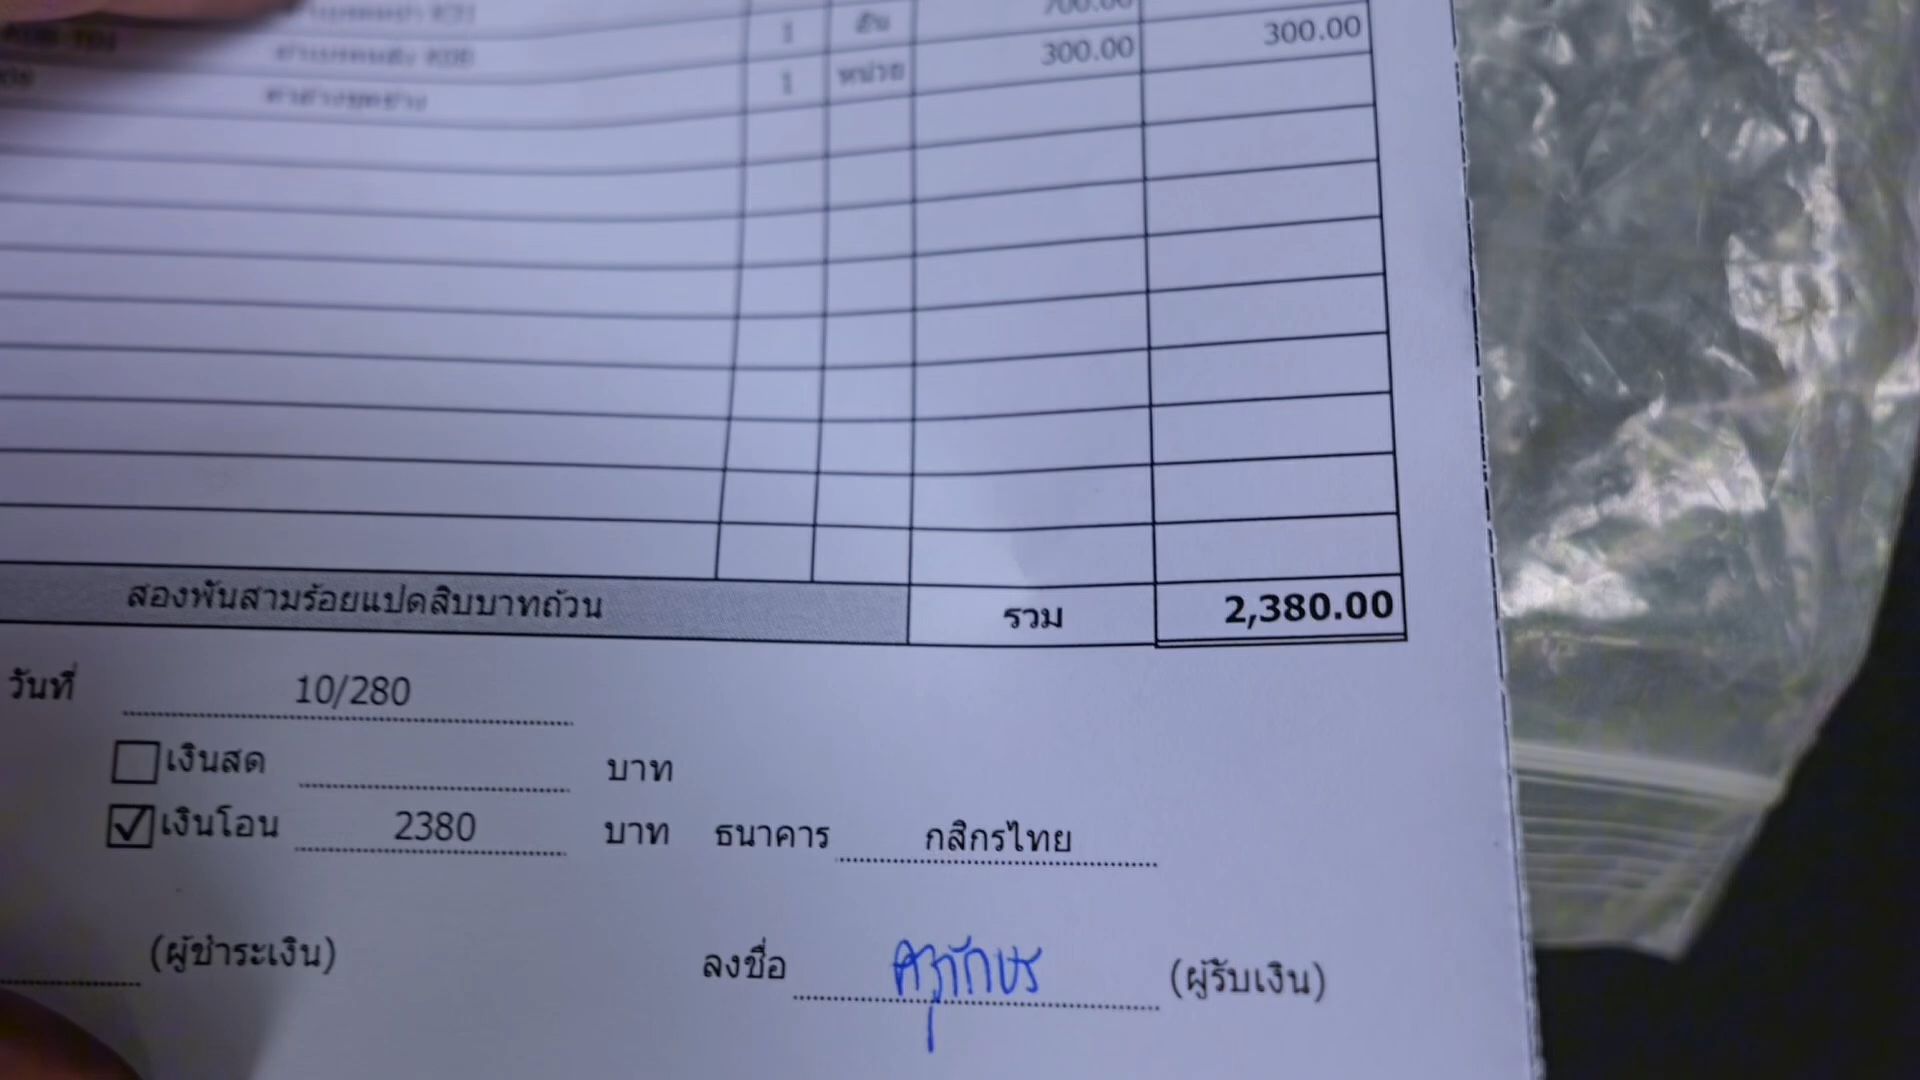 1 อัน 700.00
1 หน่วย 300.00 300.00
สองพันสามร้อยแปดสิบบาทถ้วน รวม 2,380.00
วันที่ 10/280
เงินสด บาท
เงินโอน 2380 บาท ธนาคาร กสิกรไทย
(ผู้ชำระเงิน) ลงชื่อ (ผู้รับเงิน)